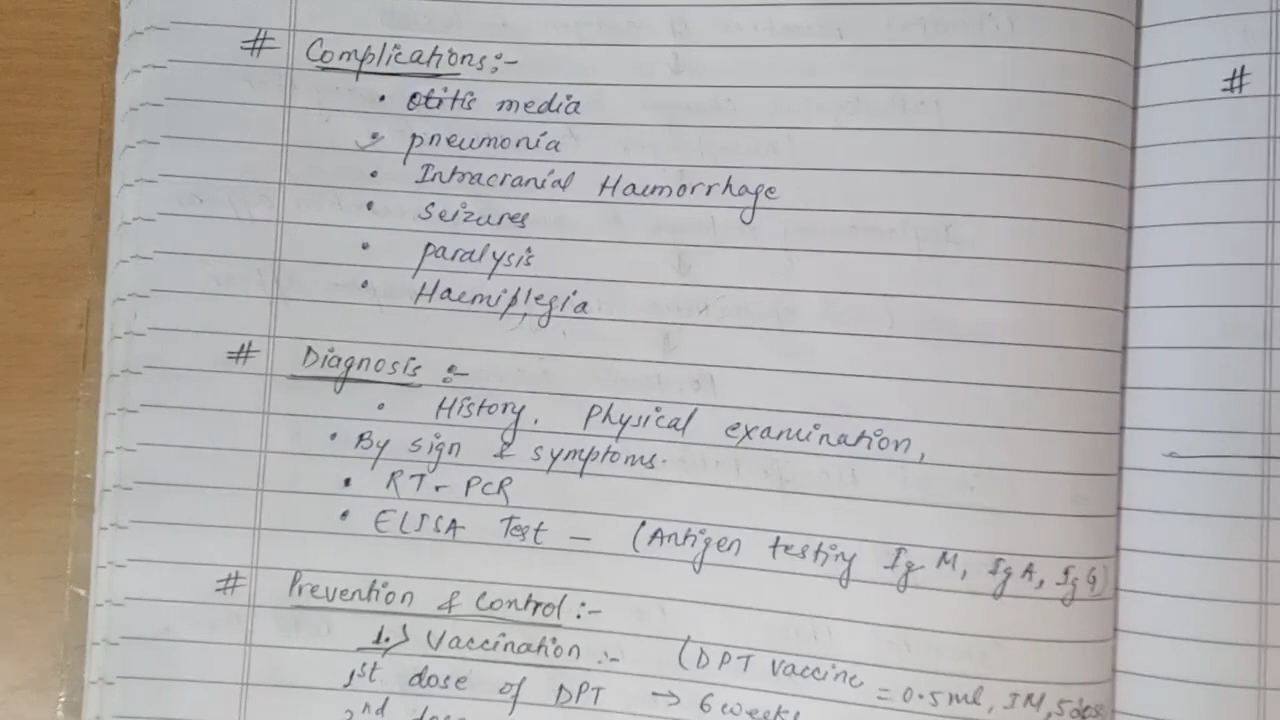 # Complications:-
• otitis media
• pneumonia
• Intracranial Haemorrhage
• Seizures
• paralysis
• Haemiplegia
# Diagnosis :-
• History. Physical examination,
• By sign & symptoms.
• RT-PCR
• ELISA Test - (Antigen testing IgM, IgA, IgG)
# Prevention & Control :-
1.) Vaccination :- (DPT vaccine = 0.5ml, IM, 5
1st dose of DPT → 6 weeks
2nd
#